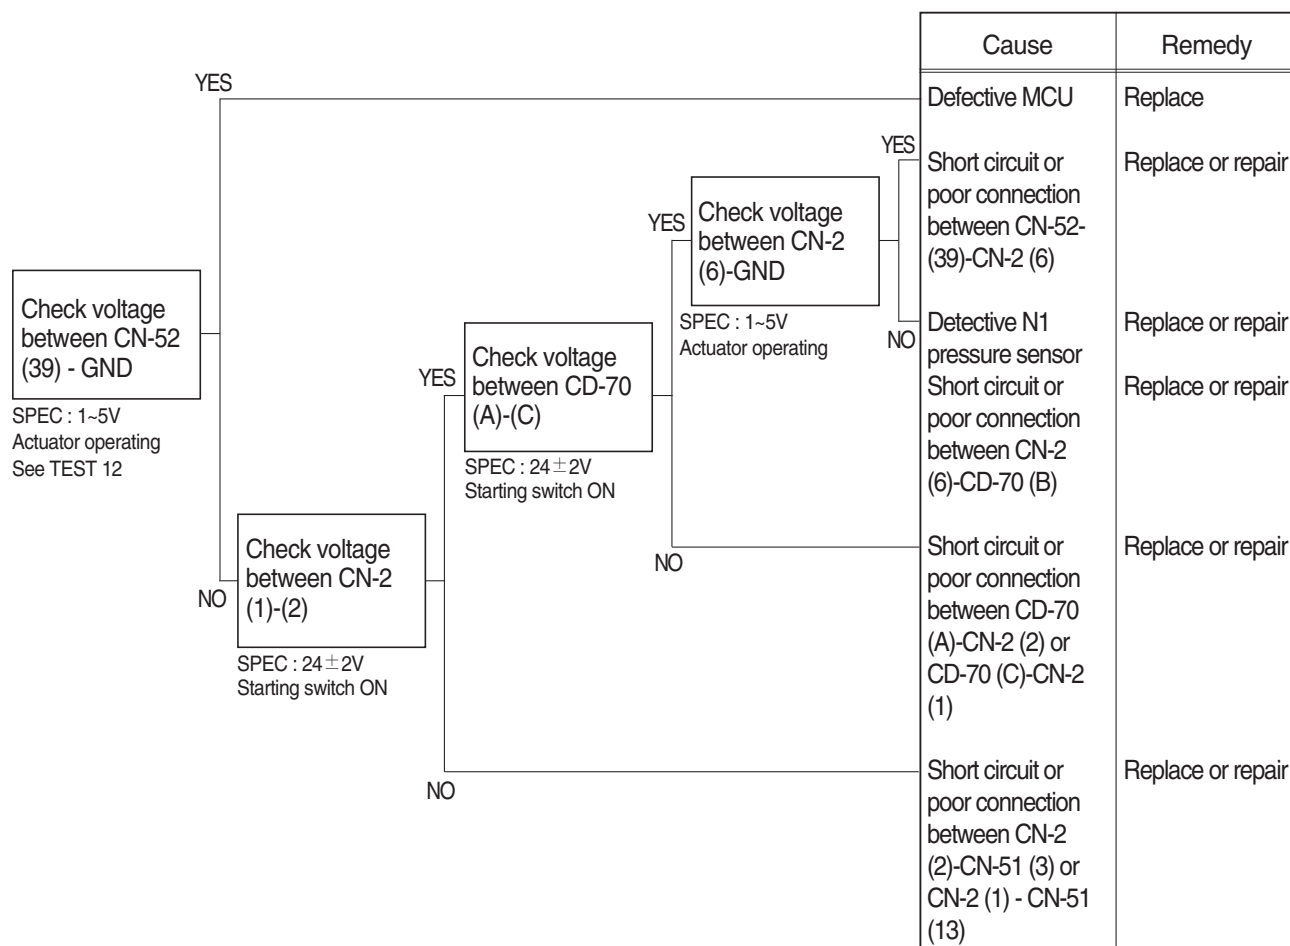 Cause
Remedy
YES
Defective MCU
Replace
YES
Short circuit or
poor connection
between CN-52-
(39)-CN-2 (6)
Replace or repair
YES
Check voltage
between CN-2
(6)-GND
SPEC : 1~5V
Actuator operating
NO
Detective N1
pressure sensor
Replace or repair
Short circuit or
poor connection
between CN-2
(6)-CD-70 (B)
Replace or repair
Check voltage
between CN-52
(39) - GND
SPEC : 1~5V
Actuator operating
See TEST 12
YES
Check voltage
between CD-70
(A)-(C)
SPEC : 24±2V
Starting switch ON
NO
Short circuit or
poor connection
between CD-70
(A)-CN-2 (2) or
CD-70 (C)-CN-2
(1)
Replace or repair
NO
Check voltage
between CN-2
(1)-(2)
SPEC : 24±2V
Starting switch ON
NO
Short circuit or
poor connection
between CN-2
(2)-CN-51 (3) or
CN-2 (1) - CN-51
(13)
Replace or repair